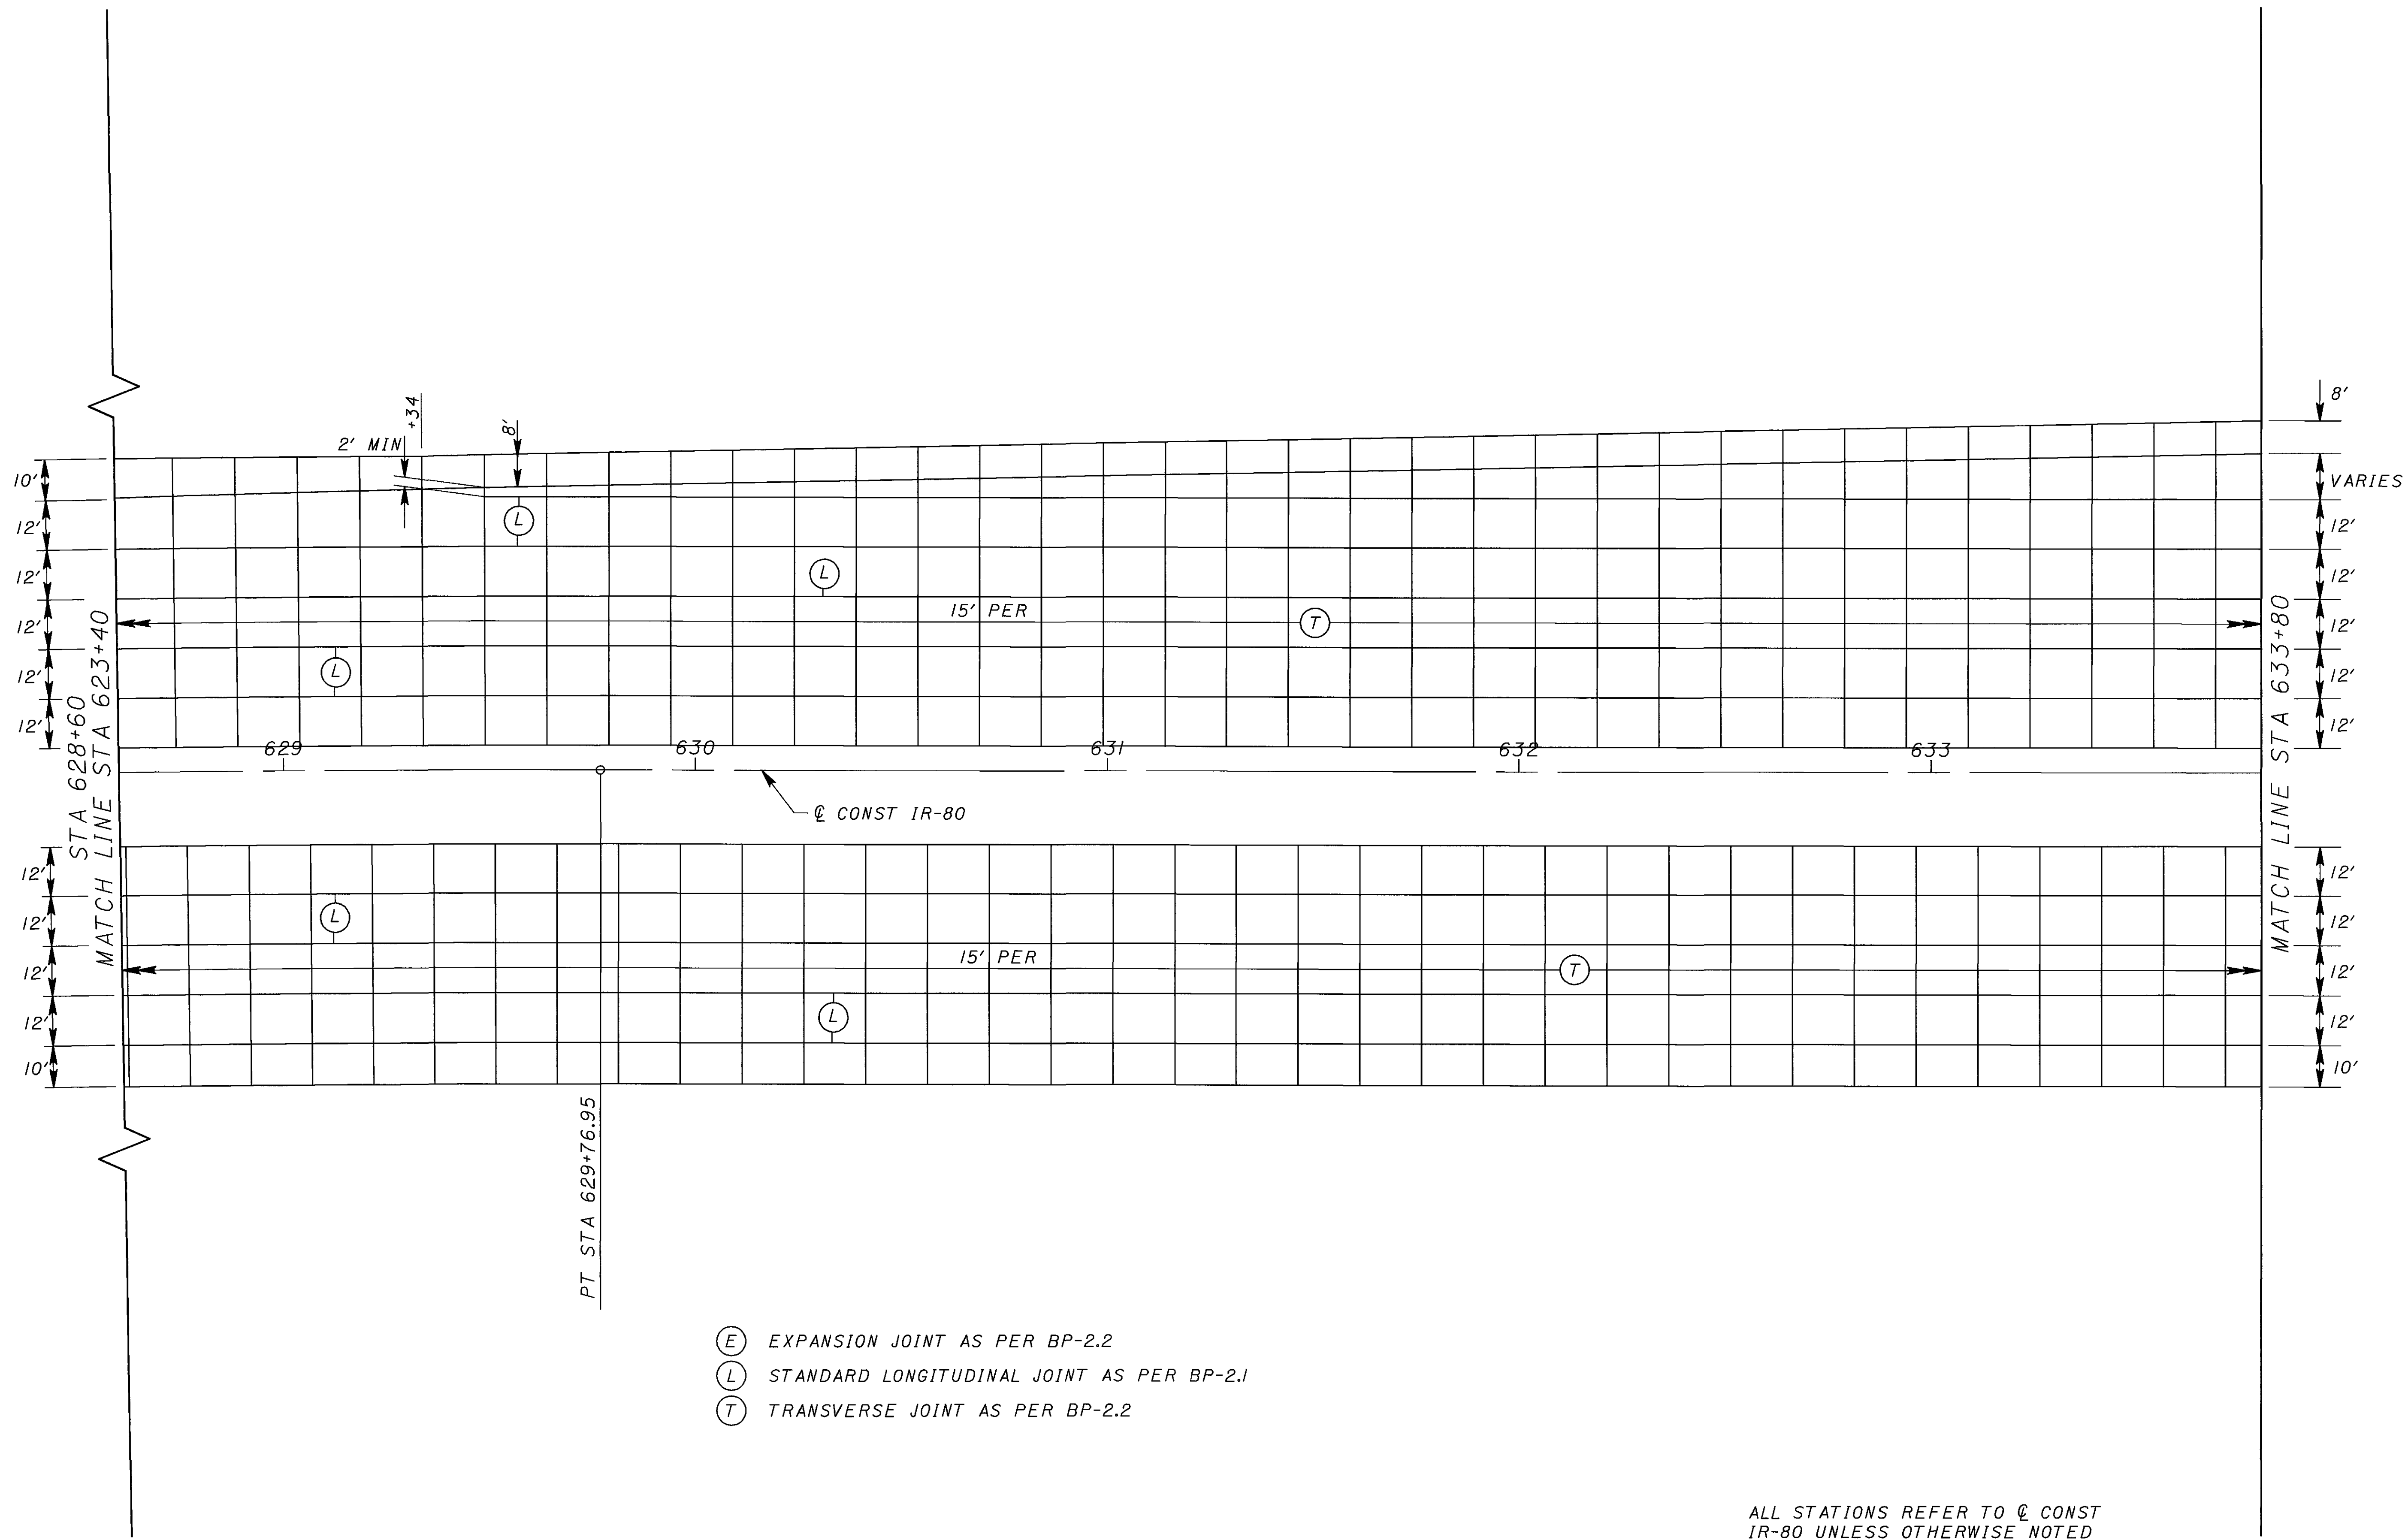 +34
8'
8'
2' MIN
10'
VARIES
12'
12'
L
12'
12'
L
15' PER
T
12'
12'
12'
12'
L
12'
12'
STA 628+60
MATCH LINE STA 623+40
MATCH LINE STA 633+80
629
630
631
632
633
℄ CONST IR-80
12'
12'
12'
12'
L
15' PER
T
12'
12'
12'
12'
L
10'
10'
PT STA 629+76.95
E EXPANSION JOINT AS PER BP-2.2
L STANDARD LONGITUDINAL JOINT AS PER BP-2.1
T TRANSVERSE JOINT AS PER BP-2.2
ALL STATIONS REFER TO ℄ CONST
IR-80 UNLESS OTHERWISE NOTED